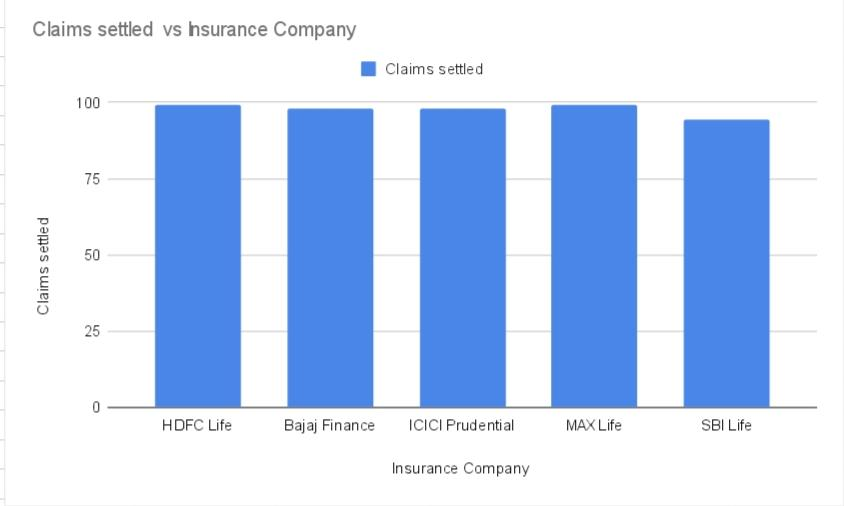 Claims settled vs Insurance Company
Claims settled
100
75
50
25
0
Claims settled
HDFC Life Bajaj Finance ICICI Prudential MAX Life SBI Life
Insurance Company